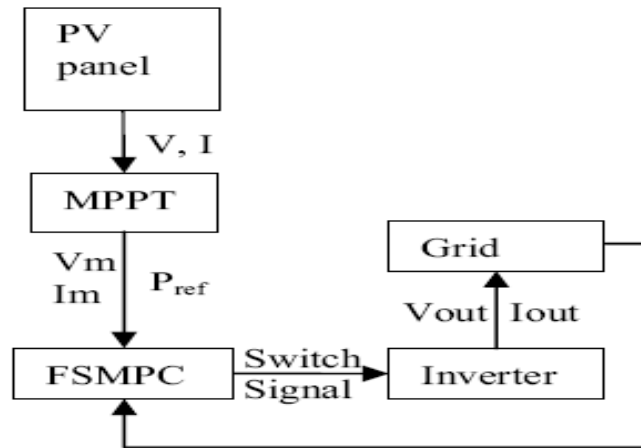 PV
panel
V, I
MPPT
Vm
Im
Pref
Grid
Vout Iout
FSMPC
Switch
Signal
Inverter